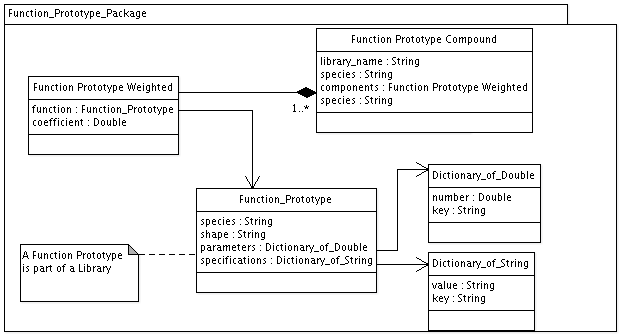 Function_Prototype_Package
Function Prototype Compound
library_name : String
species : String
components : Function Prototype Weighted
species : String
Function Prototype Weighted
function : Function_Prototype
coefficient : Double
1..*
Function_Prototype
species : String
shape : String
parameters : Dictionary_of_Double
specifications : Dictionary_of_String
Dictionary_of_Double
number : Double
key : String
A Function Prototype
is part of a Library
Dictionary_of_String
value : String
key : String